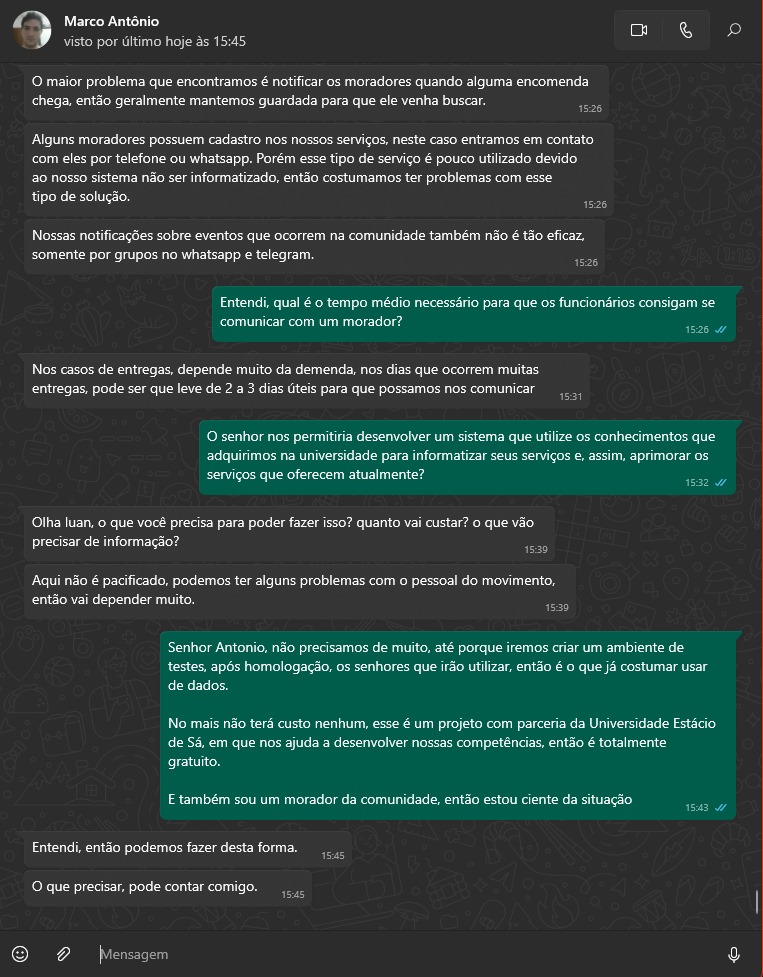 Marco Antônio
visto por último hoje às 15:45
O maior problema que encontramos é notificar os moradores quando alguma encomenda
chega, então geralmente mantemos guardada para que ele venha buscar.
15:26
Alguns moradores possuem cadastro nos nossos serviços, neste caso entramos em contato
com eles por telefone ou whatsapp. Porém esse tipo de serviço é pouco utilizado devido
ao nosso sistema não ser informatizado, então costumamos ter problemas com esse
tipo de solução.
15:26
Nossas notificações sobre eventos que ocorrem na comunidade também não é tão eficaz,
somente por grupos no whatsapp e telegram.
15:26
Entendi, qual é o tempo médio necessário para que os funcionários consigam se
comunicar com um morador?
15:26
Nos casos de entregas, depende muito da demenda, nos dias que ocorrem muitas
entregas, pode ser que leve de 2 a 3 dias úteis para que possamos nos comunicar
15:31
O senhor nos permitiria desenvolver um sistema que utilize os conhecimentos que
adquirimos na universidade para informatizar seus serviços e, assim, aprimorar os
serviços que oferecem atualmente?
15:32
Olha luan, o que você precisa para poder fazer isso? quanto vai custar? o que vão
precisar de informação?
15:39
Aqui não é pacificado, podemos ter alguns problemas com o pessoal do movimento,
então vai depender muito.
15:39
Senhor Antonio, não precisamos de muito, até porque iremos criar um ambiente de
testes, após homologação, os senhores que irão utilizar, então é o que já costumar usar
de dados.
No mais não terá custo nenhum, esse é um projeto com parceria da Universidade Estácio
de Sá, em que nos ajuda a desenvolver nossas competências, então é totalmente
gratuito.
E também sou um morador da comunidade, então estou ciente da situação
15:43
Entendi, então podemos fazer desta forma.
15:45
O que precisar, pode contar comigo.
15:45
Mensagem